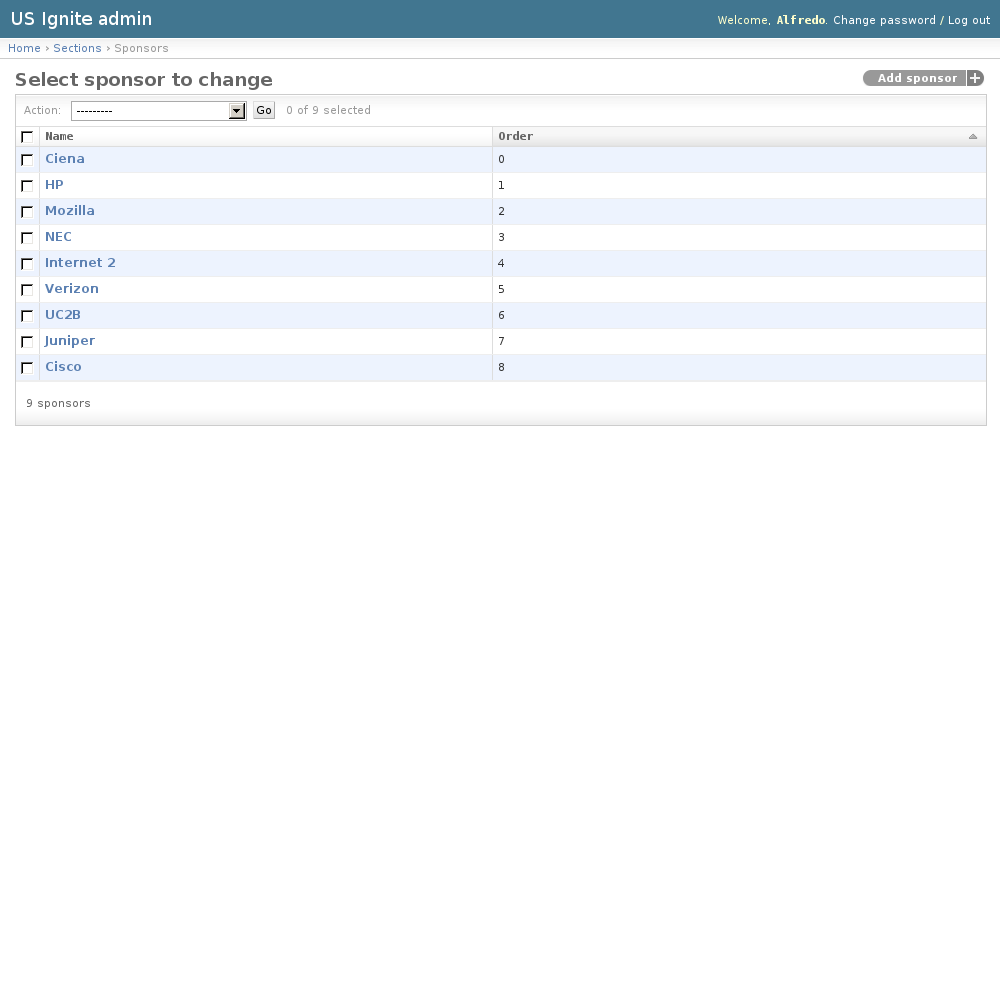 US Ignite admin
Welcome, Alfredo. Change password / Log out
Home › Sections › Sponsors
Select sponsor to change
Add sponsor +
Action: --------- Go 0 of 9 selected
Name Order
Ciena 0
HP 1
Mozilla 2
NEC 3
Internet 2 4
Verizon 5
UC2B 6
Juniper 7
Cisco 8
9 sponsors